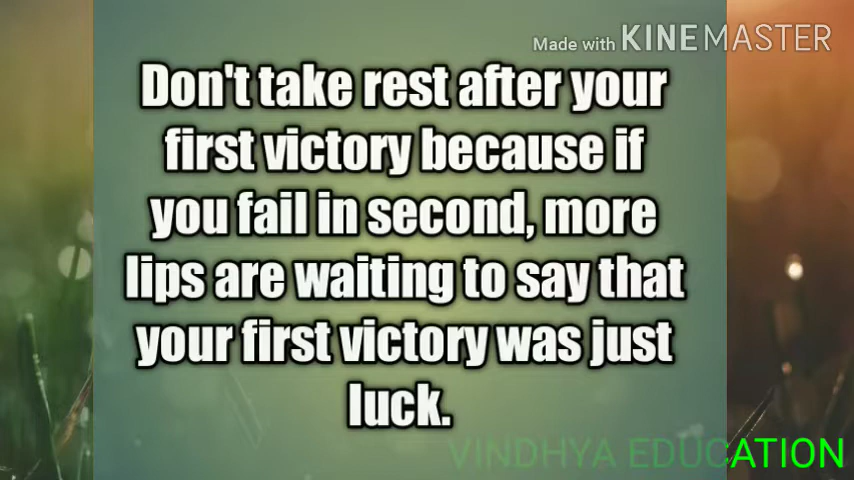 Made with KINEMASTER
Don't take rest after your
first victory because if
you fail in second, more
lips are waiting to say that
your first victory was just
luck.
VINDHYA EDUCATION